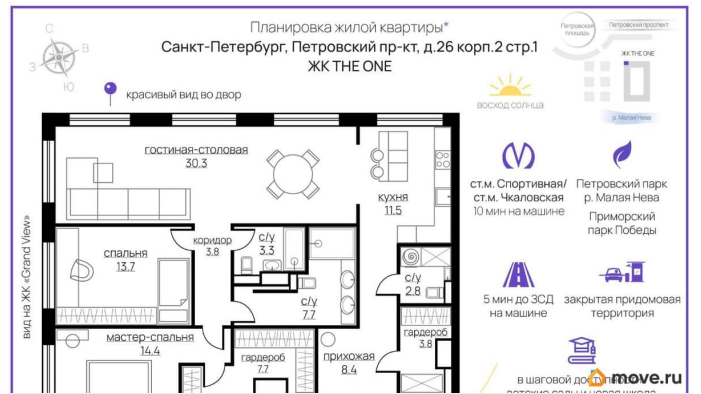 Планировка жилой квартиры*
Санкт-Петербург, Петровский пр-кт, д.26 корп.2 стр.1
ЖК THE ONE
С
В
З
Ю
красивый вид во двор
восход солнца
Петровская
площадь
Петровский проспект
ЖК THE ONE
р. Малая Нева
гостиная-столовая
30.3
кухня
11.5
спальня
13.7
коридор
3.8
с/у
3.3
с/у
7.7
с/у
2.8
мастер-спальня
14.4
гардероб
7.7
прихожая
8.4
гардероб
3.8
вид на ЖК «Grand View»
ст.м. Спортивная/
ст.м. Чкаловская
10 мин на машине
Петровский парк
р. Малая Нева
Приморский
парк Победы
5 мин до ЗСД
на машине
закрытая придомовая
территория
в шаговой
move.ru